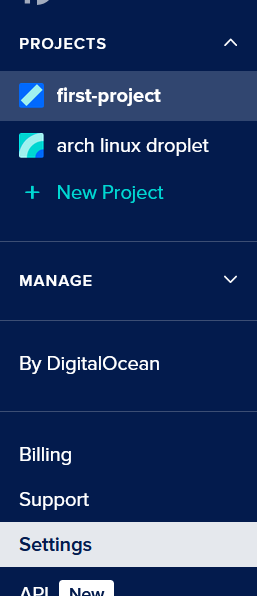 PROJECTS
first-project
arch linux droplet
+ New Project
MANAGE
By DigitalOcean
Billing
Support
Settings
API New